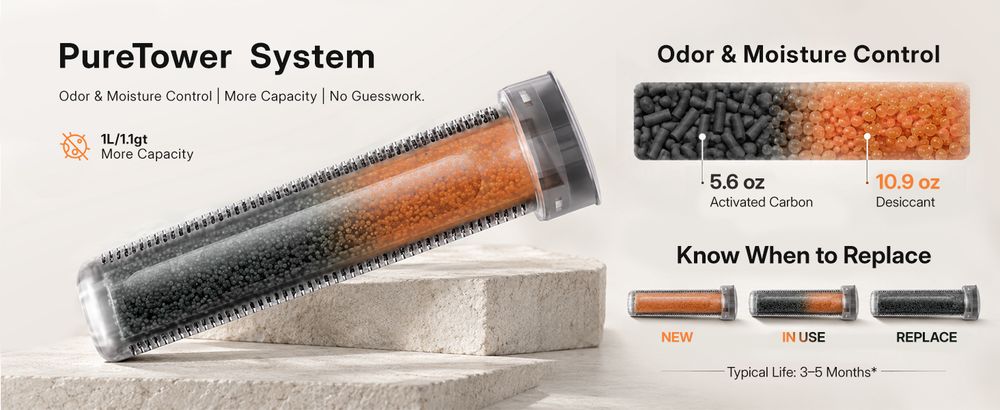 PureTower System
Odor & Moisture Control | More Capacity | No Guesswork.
1L/1.1gt
More Capacity
Odor & Moisture Control
5.6 oz
Activated Carbon
10.9 oz
Desiccant
Know When to Replace
NEW
IN USE
REPLACE
Typical Life: 3–5 Months*